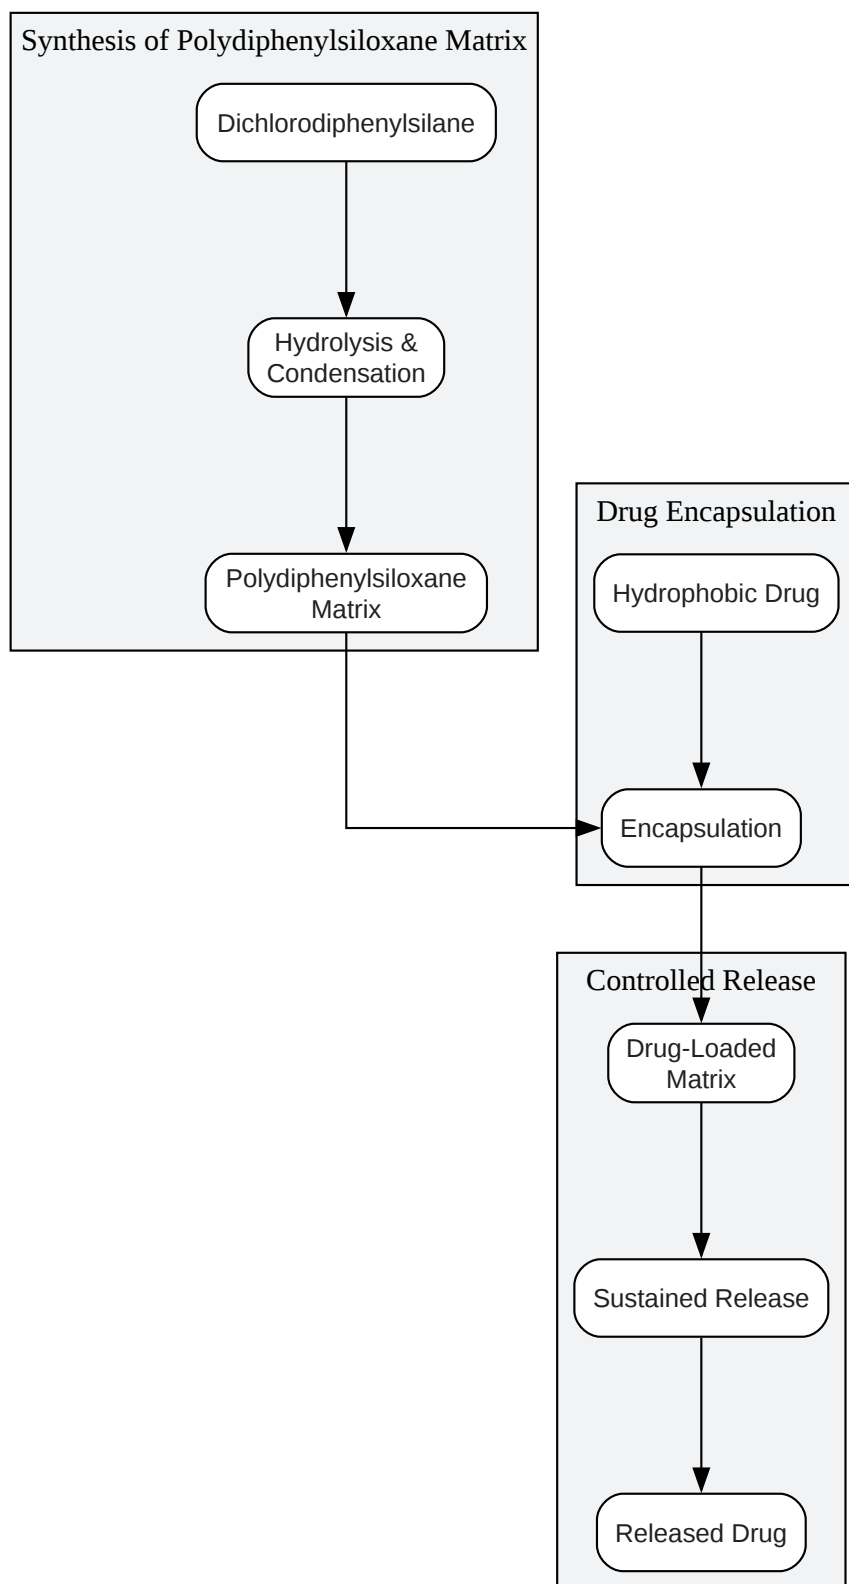 Synthesis of Polydiphenylsiloxane Matrix
Dichlorodiphenylsilane
Hydrolysis &
Condensation
Polydiphenylsiloxane
Matrix
Drug Encapsulation
Hydrophobic Drug
Encapsulation
Controlled Release
Drug-Loaded
Matrix
Sustained Release
Released Drug